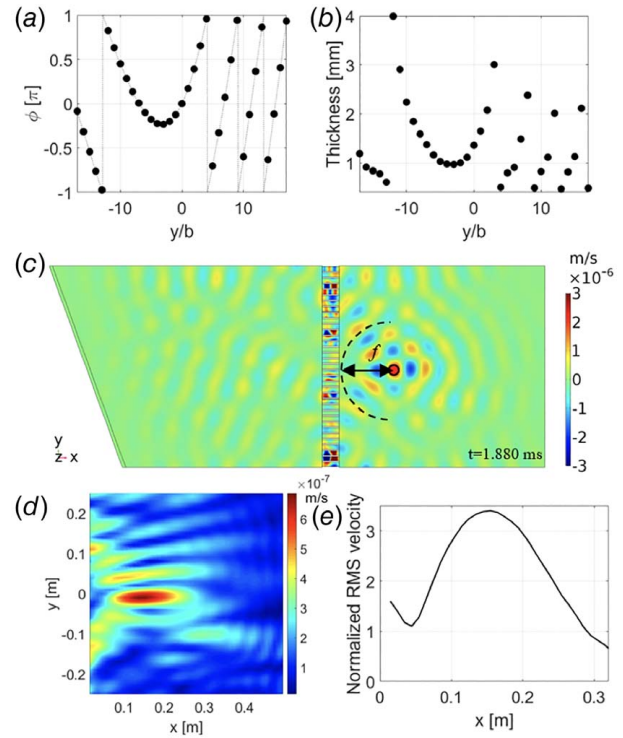 (a)
1
0.5
0
-0.5
-1
ϕ [π]
-10
0
10
y/b
(b)
4
3
2
1
Thickness [mm]
-10
0
10
y/b
(c)
m/s
×10⁻⁶
3
2
1
0
-1
-2
-3
f
y
z
x
t=1.880 ms
(d)
×10⁻⁷
m/s
6
5
4
3
2
1
0.2
0.1
0
-0.1
-0.2
y [m]
0.1
0.2
0.3
0.4
x [m]
(e)
3
2
1
0
Normalized RMS velocity
0
0.1
0.2
0.3
x [m]